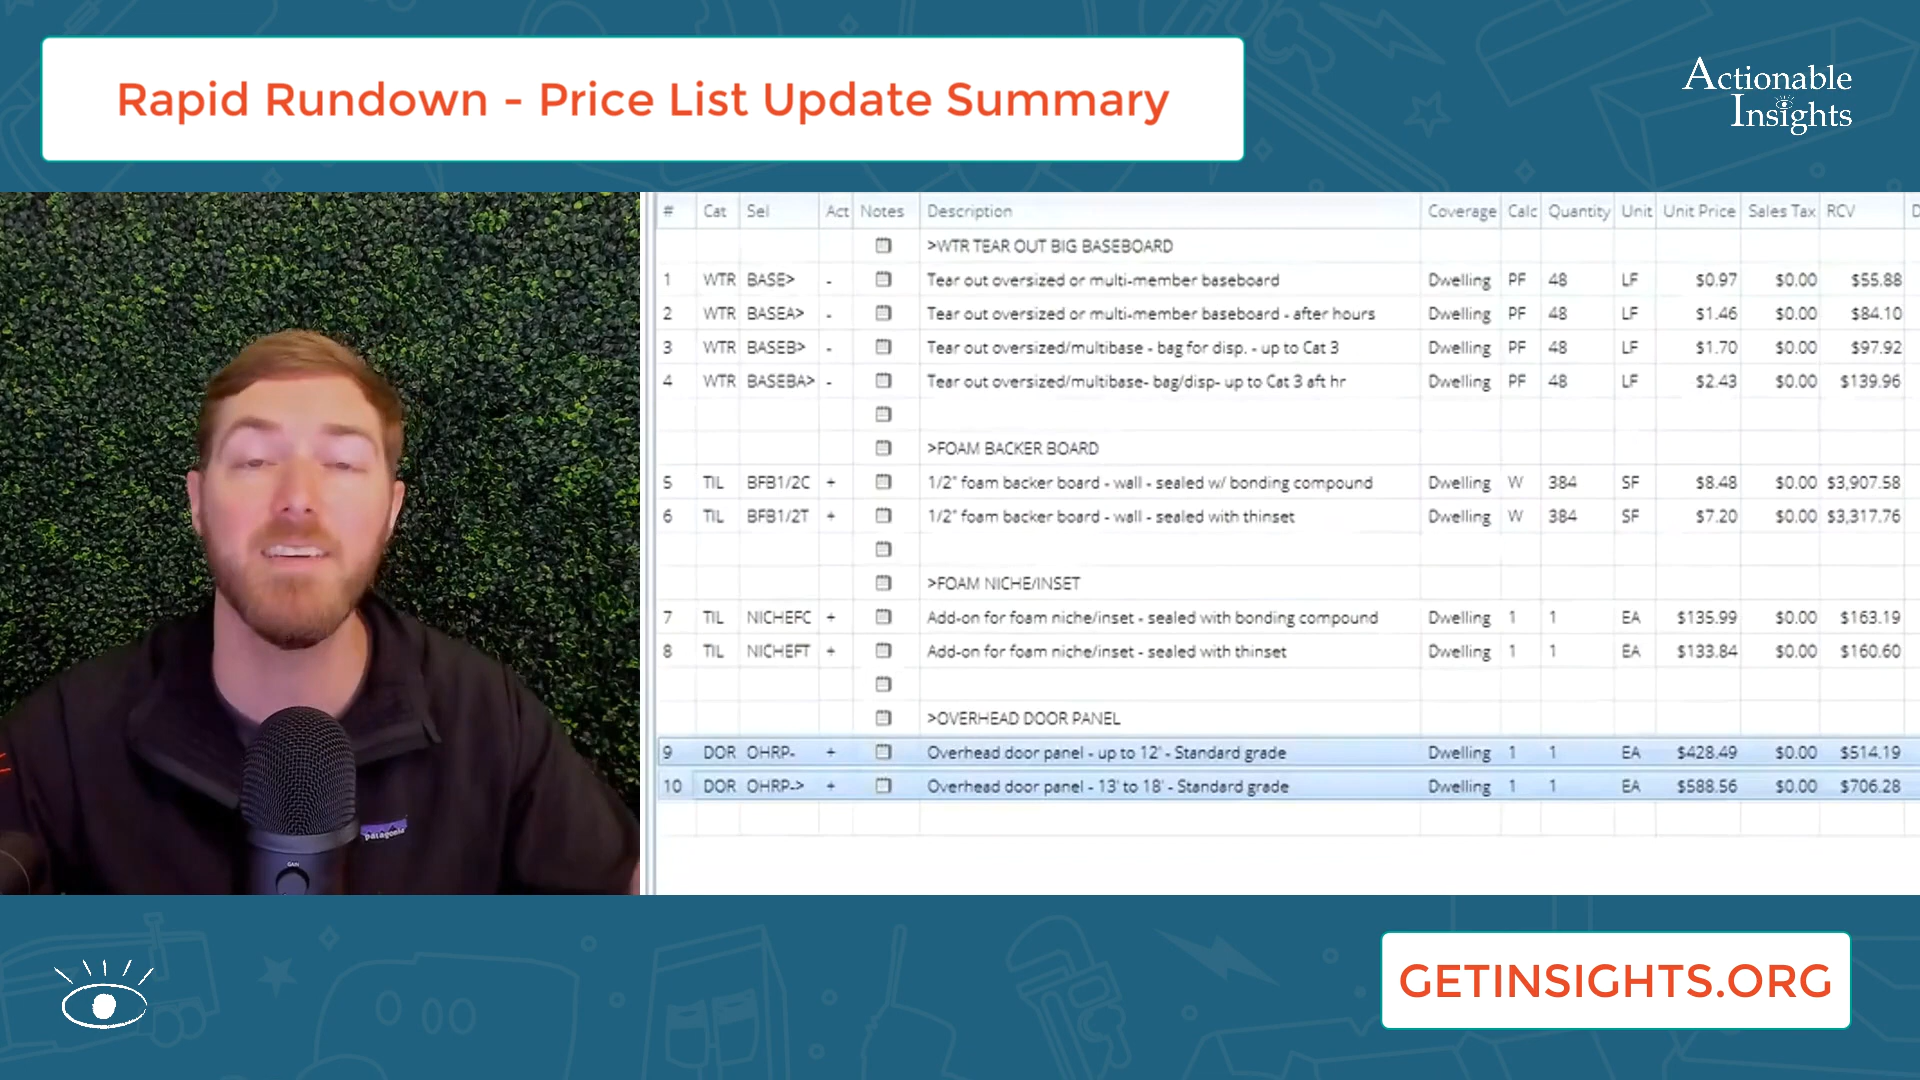 Rapid Rundown - Price List Update Summary
Actionable
Insights
# Cat Sel Act Notes Description Coverage Calc Quantity Unit Unit Price Sales Tax RCV D
>WTR TEAR OUT BIG BASEBOARD
1 WTR BASE> - Tear out oversized or multi-member baseboard Dwelling PF 48 LF $0.97 $0.00 $55.88
2 WTR BASEA> - Tear out oversized or multi-member baseboard - after hours Dwelling PF 48 LF $1.46 $0.00 $84.10
3 WTR BASEB> - Tear out oversized/multibase - bag for disp. - up to Cat 3 Dwelling PF 48 LF $1.70 $0.00 $97.92
4 WTR BASEBA> - Tear out oversized/multibase- bag/disp- up to Cat 3 aft hr Dwelling PF 48 LF $2.43 $0.00 $139.96
>FOAM BACKER BOARD
5 TIL BFB1/2C + 1/2" foam backer board - wall - sealed w/ bonding compound Dwelling W 384 SF $8.48 $0.00 $3,907.58
6 TIL BFB1/2T + 1/2" foam backer board - wall - sealed with thinset Dwelling W 384 SF $7.20 $0.00 $3,317.76
>FOAM NICHE/INSET
7 TIL NICHEFC + Add-on for foam niche/inset - sealed with bonding compound Dwelling 1 1 EA $135.99 $0.00 $163.19
8 TIL NICHEFT + Add-on for foam niche/inset - sealed with thinset Dwelling 1 1 EA $133.84 $0.00 $160.60
>OVERHEAD DOOR PANEL
9 DOR OHRP- + Overhead door panel - up to 12' - Standard grade Dwelling 1 1 EA $428.49 $0.00 $514.19
10 DOR OHRP-> + Overhead door panel - 13' to 18' - Standard grade Dwelling 1 1 EA $588.56 $0.00 $706.28
patagonia
GAIN
GETINSIGHTS.ORG